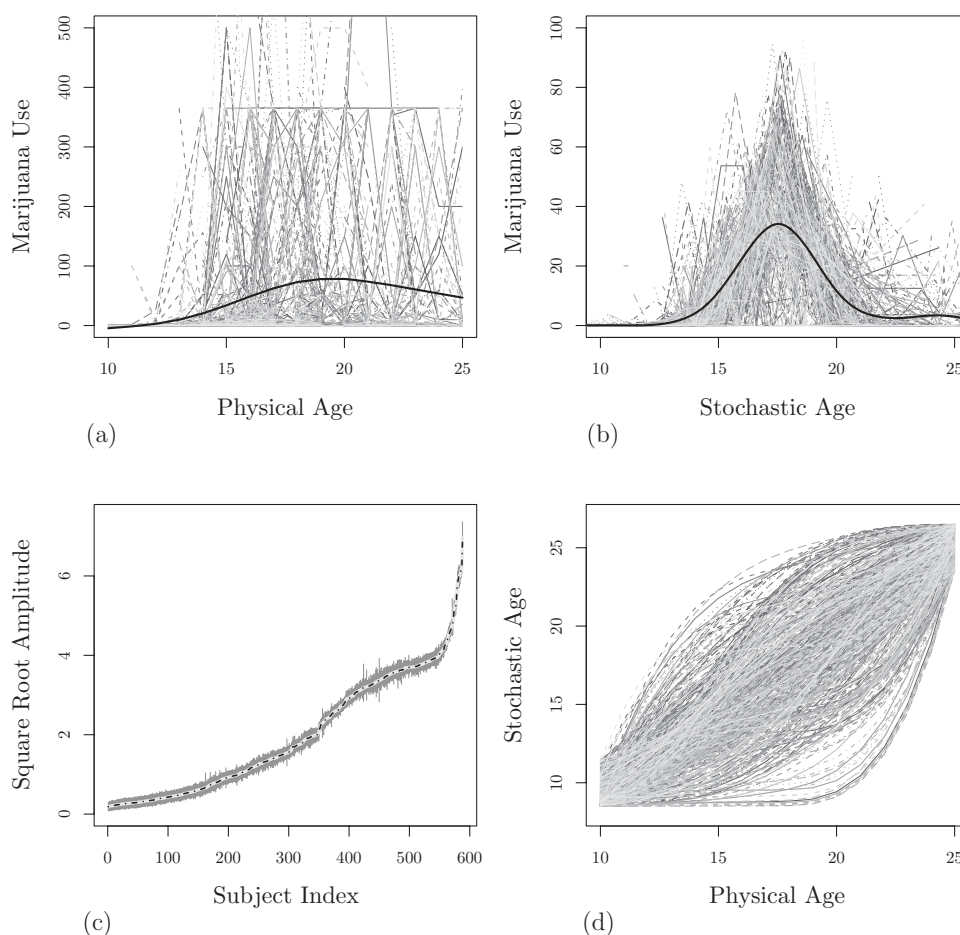 Marijuana Use
0 100 200 300 400 500
10 15 20 25
Physical Age
(a)
Marijuana Use
0 20 40 60 80 100
10 15 20 25
Stochastic Age
(b)
Square Root Amplitude
0 2 4 6
0 100 200 300 400 500 600
Subject Index
(c)
Stochastic Age
10 15 20 25
10 15 20 25
Physical Age
(d)